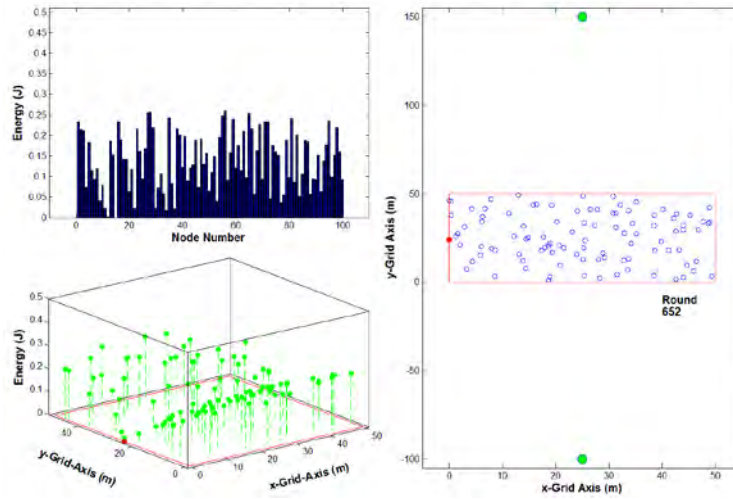 0.5
0.45
0.4
0.35
0.3
0.25
0.2
0.15
0.1
0.05
0
Energy (J)
0 20 40 60 80 100
Node Number
0.5
0.4
0.3
0.2
0.1
0
Energy (J)
40
20
0
y-Grid-Axis (m)
0 10 20 30 40 50
x-Grid-Axis (m)
150
100
50
0
-50
-100
y-Grid Axis (m)
Round
652
0 10 20 30 40 50
x-Grid Axis (m)